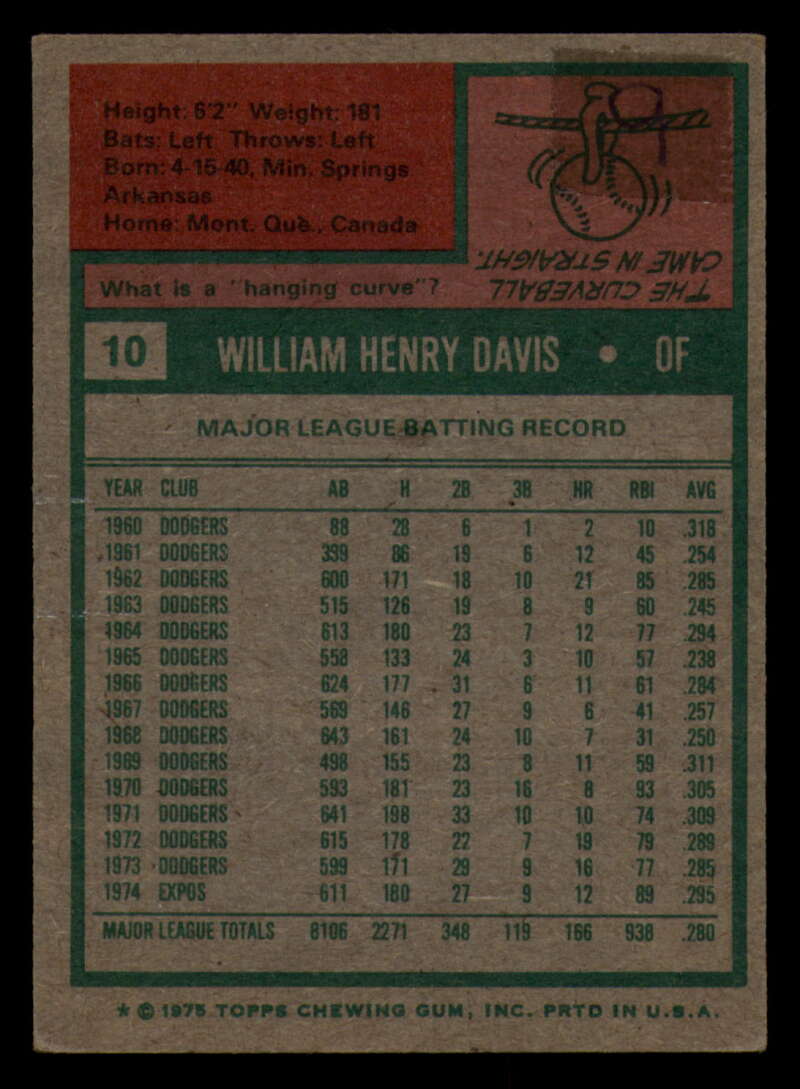 Height: 6'2" Weight: 181
Bats: Left Throws: Left
Born: 4-15-40, Min. Springs
Arkansas
Home: Mont. Que., Canada
What is a "hanging curve"?
THE CURVEBALL
CAME IN STRAIGHT.
10 WILLIAM HENRY DAVIS • OF
MAJOR LEAGUE BATTING RECORD
YEAR CLUB AB H 2B 3B HR RBI AVG
1960 DODGERS 88 28 6 1 2 10 .318
1961 DODGERS 399 86 19 6 12 45 .254
1962 DODGERS 600 171 18 10 21 85 .285
1963 DODGERS 515 126 19 8 9 60 .245
1964 DODGERS 613 180 23 7 12 77 .294
1965 DODGERS 558 133 24 3 10 57 .238
1966 DODGERS 624 177 31 6 11 61 .284
1967 DODGERS 569 146 27 9 6 41 .257
1968 DODGERS 643 161 24 10 7 31 .250
1969 DODGERS 498 155 23 8 11 59 .311
1970 DODGERS 593 181 23 16 8 93 .305
1971 DODGERS 641 198 33 10 10 74 .309
1972 DODGERS 615 178 22 7 19 79 .289
1973 DODGERS 599 171 29 9 16 77 .285
1974 EXPOS 611 180 27 9 12 89 .295
MAJOR LEAGUE TOTALS 8106 2271 348 119 166 938 .280
* © 1975 TOPPS CHEWING GUM, INC. PRTD IN U.S.A.